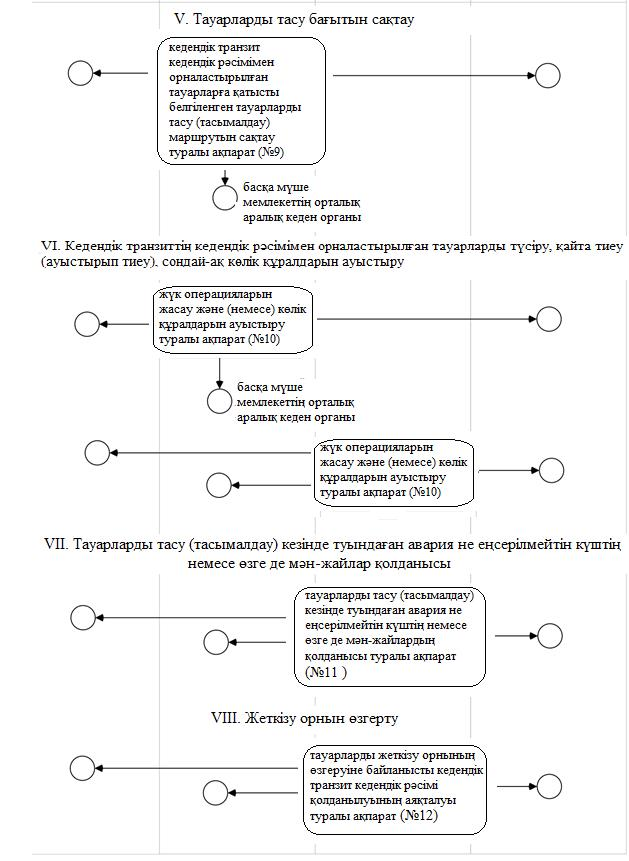 V. Тауарларды тасу бағытын сақтау
кедендік транзит
кедендік рәсімімен
орналастырылған
тауарларға қатысты
белгіленген тауарларды
тасу (тасымалдау)
маршрутын сақтау
туралы ақпарат (№9)
басқа мүше
мемлекеттің орталық
аралық кеден органы
VI. Кедендік транзиттің кедендік рәсімімен орналастырылған тауарларды түсіру, қайта тиеу
(ауыстырып тиеу), сондай-ақ көлік құралдарын ауыстыру
жүк операцияларын
жасау және (немесе) көлік
құралдарын ауыстыру
туралы ақпарат (№10)
басқа мүше
мемлекеттің орталық
аралық кеден органы
жүк операцияларын
жасау және (немесе) көлік
құралдарын ауыстыру
туралы ақпарат (№10)
VII. Тауарларды тасу (тасымалдау) кезінде туындаған авария не еңсерілмейтін күштің
немесе өзге де мән-жайлар қолданысы
тауарларды тасу (тасымалдау)
кезінде туындаған авария не
еңсерілмейтін күштің немесе
өзге де мән-жайлардың
қолданысы туралы ақпарат
(№11 )
VIII. Жеткізу орнын өзгерту
тауарларды жеткізу орнының
өзгеруіне байланысты кедендік
транзит кедендік рәсімі
қолданылуының аяқталуы
туралы ақпарат (№12)